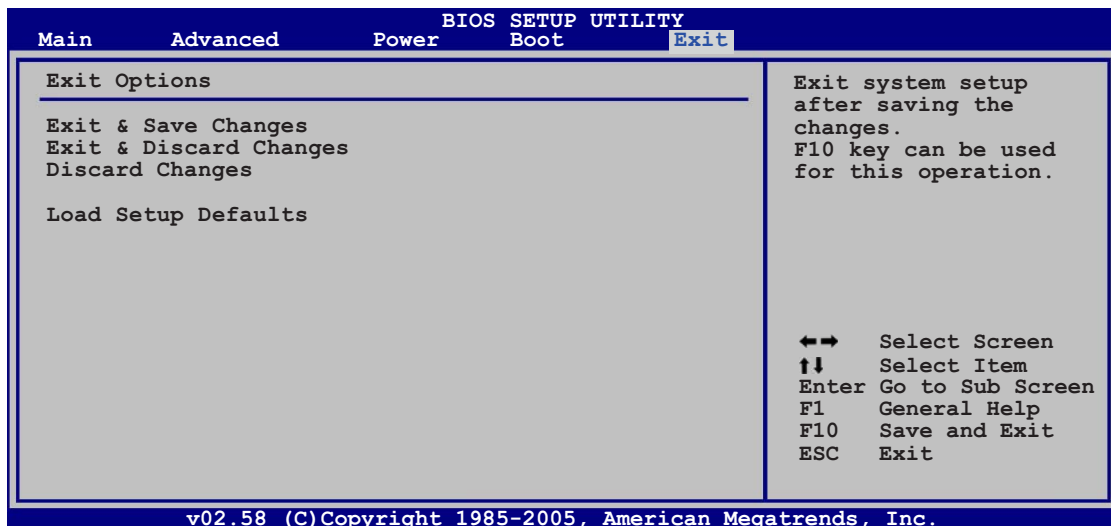 BIOS SETUP UTILITY
Main Advanced Power Boot Exit
Exit Options
Exit & Save Changes
Exit & Discard Changes
Discard Changes
Load Setup Defaults
Exit system setup
after saving the
changes.
F10 key can be used
for this operation.
←→ Select Screen
↑↓ Select Item
Enter Go to Sub Screen
F1 General Help
F10 Save and Exit
ESC Exit
v02.58 (C)Copyright 1985-2005, American Megatrends, Inc.